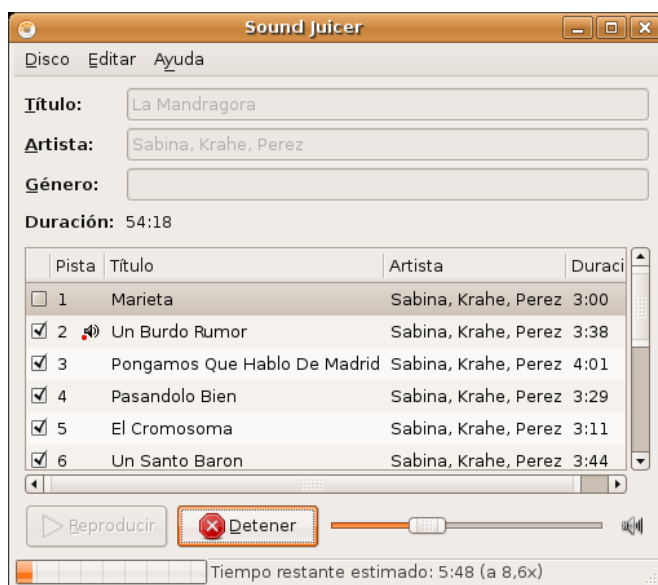 Sound Juicer
Disco Editar Ayuda
Título: La Mandragora
Artista: Sabina, Krahe, Perez
Género:
Duración: 54:18
Pista Título Artista Duraci
1 Marieta Sabina, Krahe, Perez 3:00
2 Un Burdo Rumor Sabina, Krahe, Perez 3:38
3 Pongamos Que Hablo De Madrid Sabina, Krahe, Perez 4:01
4 Pasandolo Bien Sabina, Krahe, Perez 3:29
5 El Cromosoma Sabina, Krahe, Perez 3:11
6 Un Santo Baron Sabina, Krahe, Perez 3:44
Reproducir Detener
Tiempo restante estimado: 5:48 (a 8,6x)